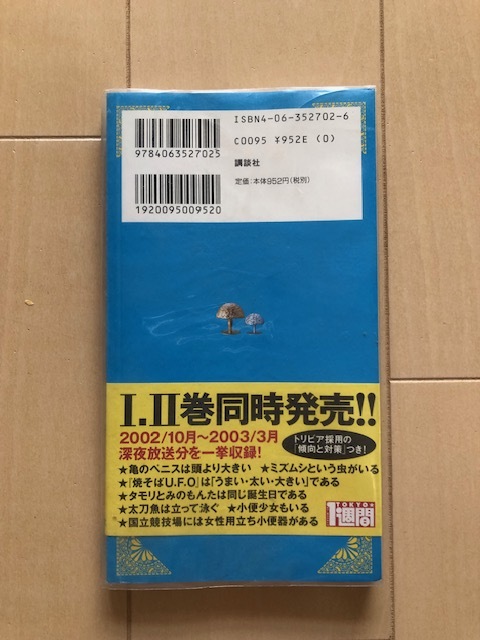 ISBN4-06-352702-6
C0095 ¥952E (0)
9784063527025
講談社
定価:本体952円(税別)
1920095009520
I.II巻同時発売!!
2002/10月～2003/3月
深夜放送分を一挙収録!
トリビア採用の
「傾向と対策」つき!
★亀のペニスは頭より大きい ★ミズムシという虫がいる
★『焼そばU.F.O』は「うまい・太い・大きい」である
★タモリとみのもんたは同じ誕生日である
★太刀魚は立って泳ぐ ★小便少女もいる
★国立競技場には女性用立ち小便器がある
TOKYO★
1週間